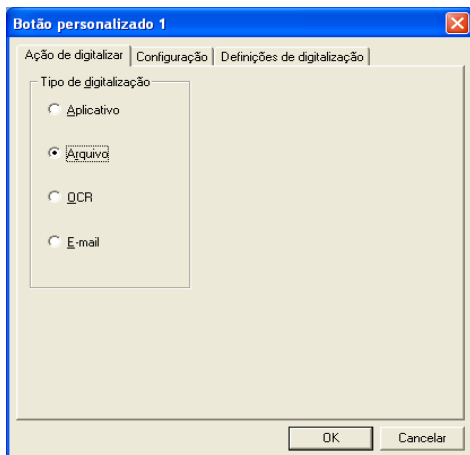 Botão personalizado 1
Ação de digitalizar Configuração Definições de digitalização
Tipo de digitalização
Aplicativo
Arquivo
OCR
E-mail
OK Cancelar